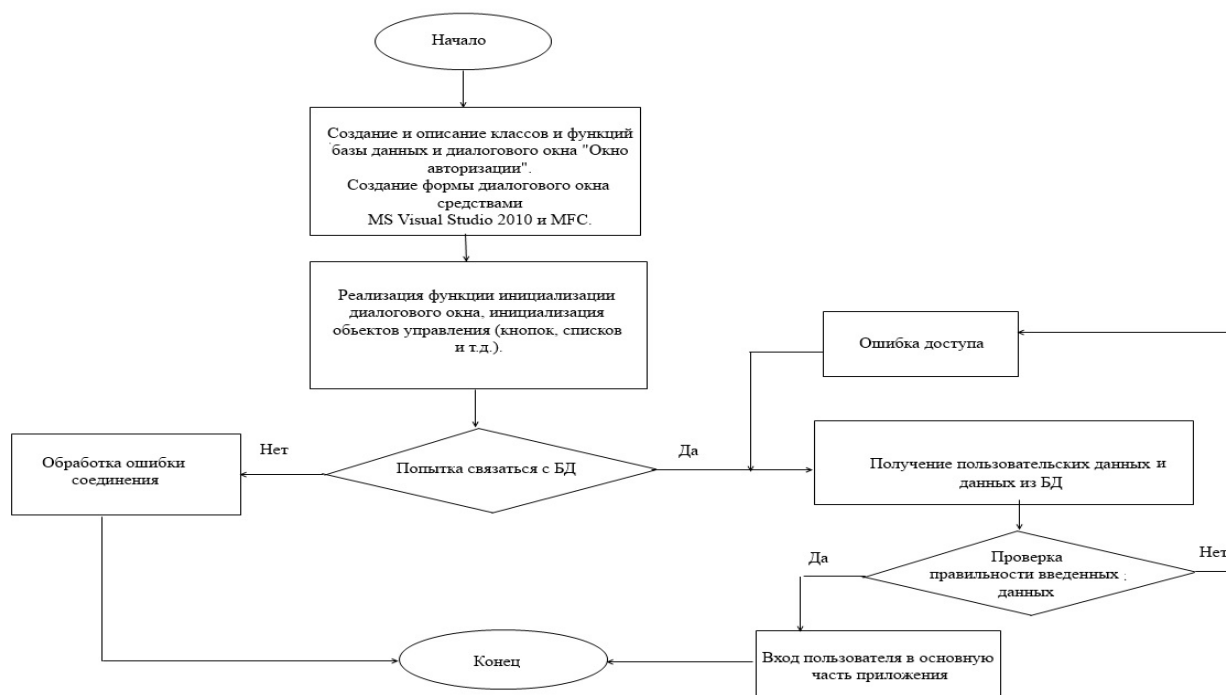 Начало
Создание и описание классов и функций
базы данных и диалогового окна "Окно
авторизации".
Создание формы диалогового окна
средствами
MS Visual Studio 2010 и MFC.
Реализация функции инициализации
диалогового окна, инициализация
обьектов управления (кнопок, списков
и т.д.).
Ошибка доступа
Нет
Да
Обработка ошибки
соединения
Попытка связаться с БД
Получение пользовательских данных и
данных из БД
Да
Проверка
правильности введенных
данных
Нет
Конец
Вход пользователя в основную
часть приложения